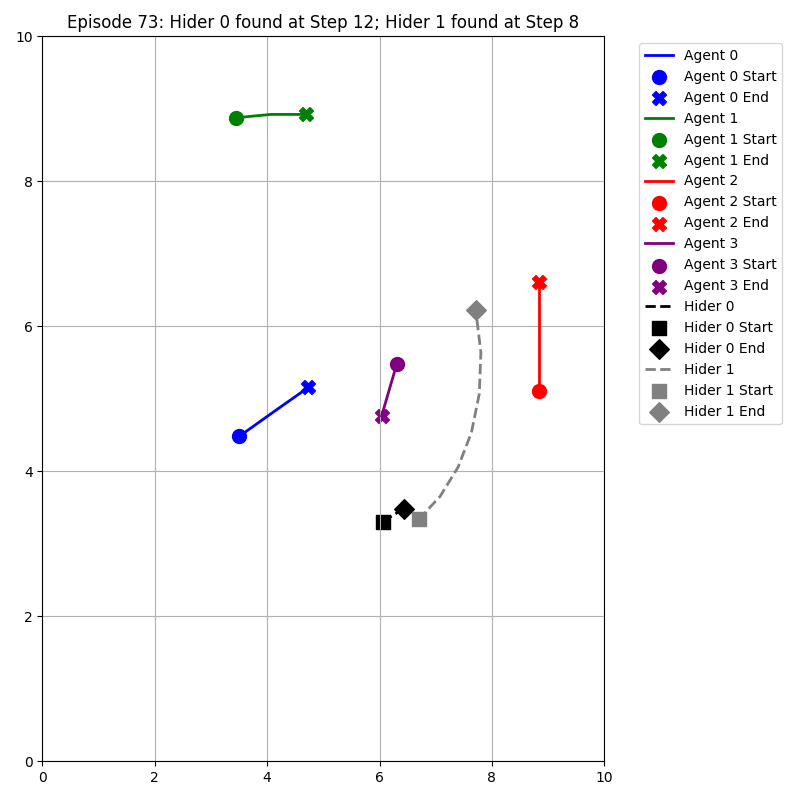 Episode 73: Hider 0 found at Step 12; Hider 1 found at Step 8
10
8
6
4
2
0
0 2 4 6 8 10
Agent 0
Agent 0 Start
Agent 0 End
Agent 1
Agent 1 Start
Agent 1 End
Agent 2
Agent 2 Start
Agent 2 End
Agent 3
Agent 3 Start
Agent 3 End
Hider 0
Hider 0 Start
Hider 0 End
Hider 1
Hider 1 Start
Hider 1 End